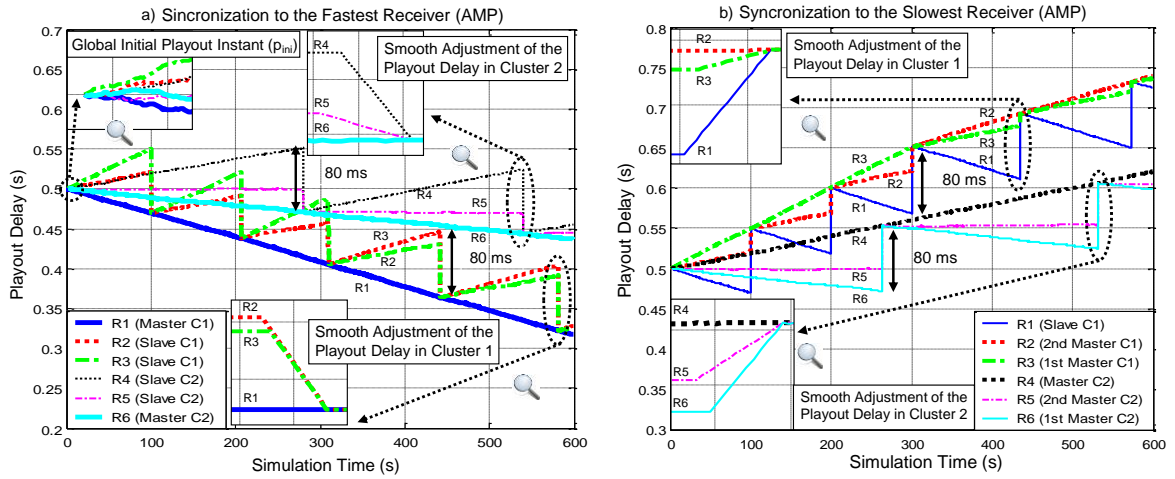 a) Sincronization to the Fastest Receiver (AMP)
Global Initial Playout Instant (pini)
Smooth Adjustment of the
Playout Delay in Cluster 2
R4
R5
R6
80 ms
R4
R5
R6
R3
R2
R1
80 ms
R2
R3
R1
Smooth Adjustment of the
Playout Delay in Cluster 1
R1 (Master C1)
R2 (Slave C1)
R3 (Slave C1)
R4 (Slave C2)
R5 (Slave C2)
R6 (Master C2)
Playout Delay (s)
0.7
0.65
0.6
0.55
0.5
0.45
0.4
0.35
0.3
0.25
0.2
0 100 200 300 400 500 600
Simulation Time (s)
b) Syncronization to the Slowest Receiver (AMP)
R2
R3
R1
Smooth Adjustment of the
Playout Delay in Cluster 1
R2
R3
R1
R3
R2
R1
80 ms
R4
R5
R6
80 ms
R4
R5
R6
Smooth Adjustment of the
Playout Delay in Cluster 2
R1 (Slave C1)
R2 (2nd Master C1)
R3 (1st Master C1)
R4 (Master C2)
R5 (2nd Master C2)
R6 (1st Master C2)
Playout Delay (s)
0.8
0.75
0.7
0.65
0.6
0.55
0.5
0.45
0.4
0.35
0.3
0 100 200 300 400 500 600
Simulation Time (s)